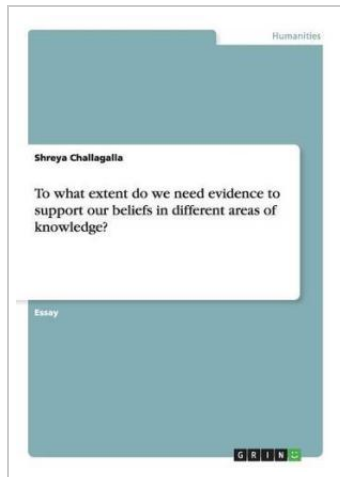 Humanities
Shreya Challagalla
To what extent do we need evidence to
support our beliefs in different areas of
knowledge?
Essay
GRIN